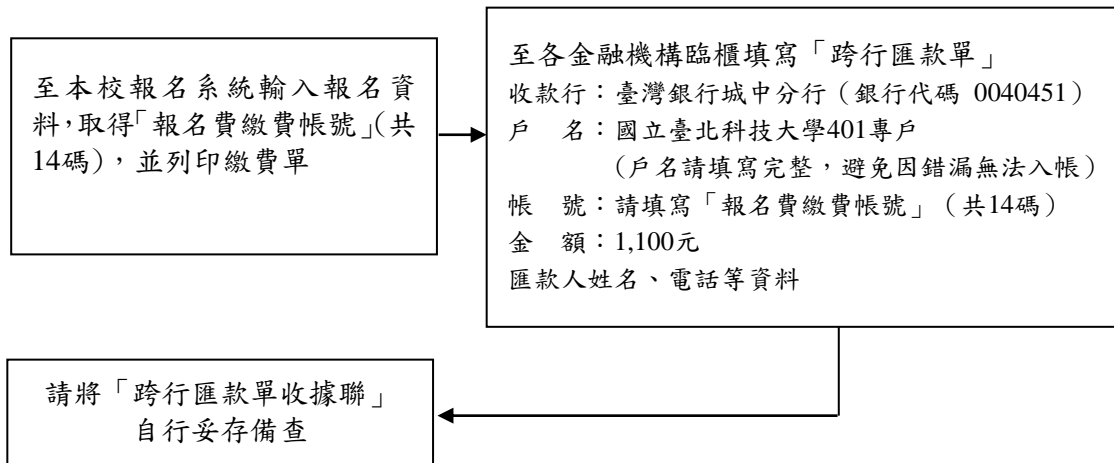 至本校報名系統輸入報名資
料，取得「報名費繳費帳號」(共
14碼)，並列印繳費單
至各金融機構臨櫃填寫「跨行匯款單」
收款行：臺灣銀行城中分行（銀行代碼 0040451）
戶　名：國立臺北科技大學401專戶
(戶名請填寫完整，避免因錯漏無法入帳)
帳　號：請填寫「報名費繳費帳號」（共14碼）
金　額：1,100元
匯款人姓名、電話等資料
請將「跨行匯款單收據聯」
自行妥存備查